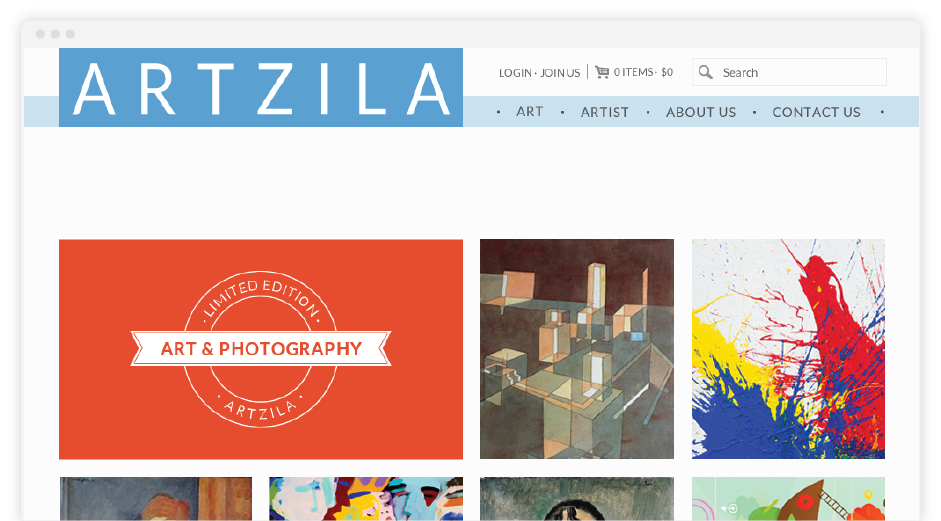 ARTZILA
LOGIN · JOIN US
0 ITEMS · $0
Search
· ART · ARTIST · ABOUT US · CONTACT US ·
· LIMITED EDITION ·
ART & PHOTOGRAPHY
· ARTZILA ·